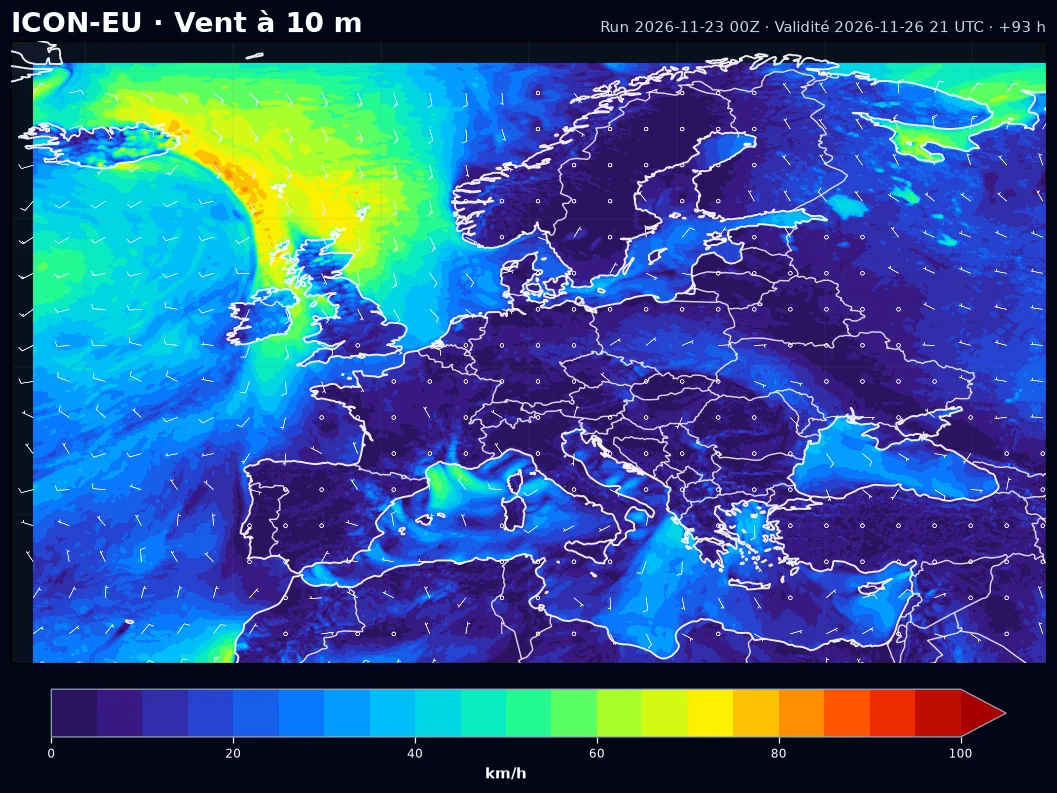 ICON-EU · Vent à 10 m
Run 2026-11-23 00Z · Validité 2026-11-26 21 UTC · +93 h
0 20 40 60 80 100
km/h